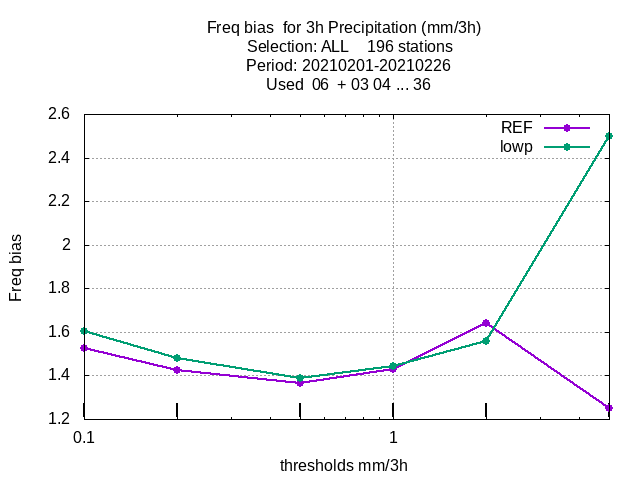 Freq bias  for 3h Precipitation (mm/3h)
Selection: ALL    196 stations
Period: 20210201-20210226
Used  06  + 03 04 ... 36
REF
lowp
2.6
2.4
2.2
2
1.8
1.6
1.4
1.2
Freq bias
0.1
1
thresholds mm/3h